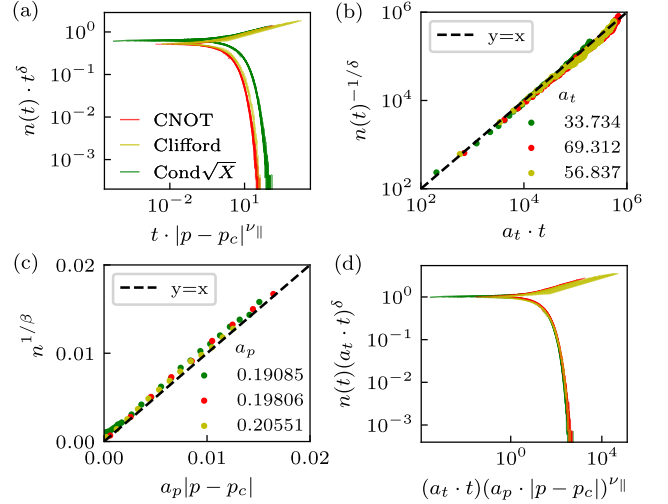 (a)
n(t) · t^δ
10^0
10^−1
10^−2
10^−3
CNOT
Clifford
Cond√X
10^−2
10^1
t · |p − p_c|^ν∥
(b)
n(t)^−1/δ
10^6
10^4
10^2
y=x
a_t
33.734
69.312
56.837
10^2
10^4
10^6
a_t · t
(c)
n^1/β
0.02
0.01
0.00
y=x
a_p
0.19085
0.19806
0.20551
0.00
0.01
0.02
a_p|p − p_c|
(d)
n(t)(a_t · t)^δ
10^0
10^−1
10^−2
10^−3
10^0
10^4
(a_t · t)(a_p · |p − p_c|)^ν∥